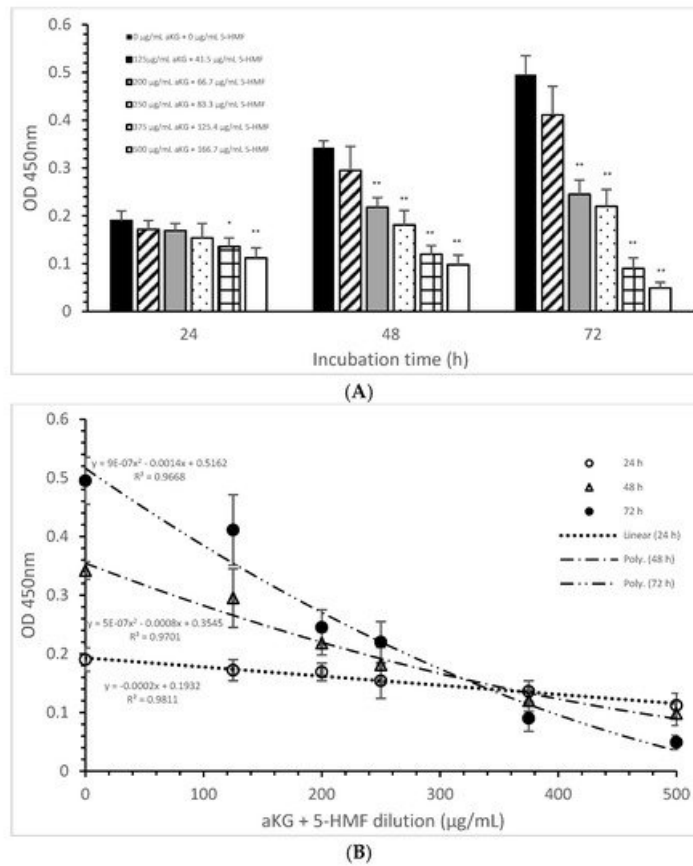 0 µg/mL aKG + 0 µg/mL 5-HMF
125µg/mL aKG + 41.5 µg/mL 5-HMF
200 µg/mL aKG + 66.7 µg/mL 5-HMF
250 µg/mL aKG + 83.3 µg/mL 5-HMF
375 µg/mL aKG + 125.4 µg/mL 5-HMF
500 µg/mL aKG + 166.7 µg/mL 5-HMF
0.6
0.5
0.4
0.3
0.2
0.1
0
OD 450nm
* **
** ** ** **
** ** ** **
24 48 72
Incubation time (h)
(A)
0.6
0.5
0.4
0.3
0.2
0.1
0
OD 450nm
y = 9E-07x² - 0.0014x + 0.5162
R² = 0.9668
y = 5E-07x² - 0.0008x + 0.3545
R² = 0.9701
y = -0.0002x + 0.1932
R² = 0.9811
24 h
48 h
72 h
Linear (24 h)
Poly. (48 h)
Poly. (72 h)
0 100 200 300 400 500
aKG + 5-HMF dilution (µg/mL)
(B)